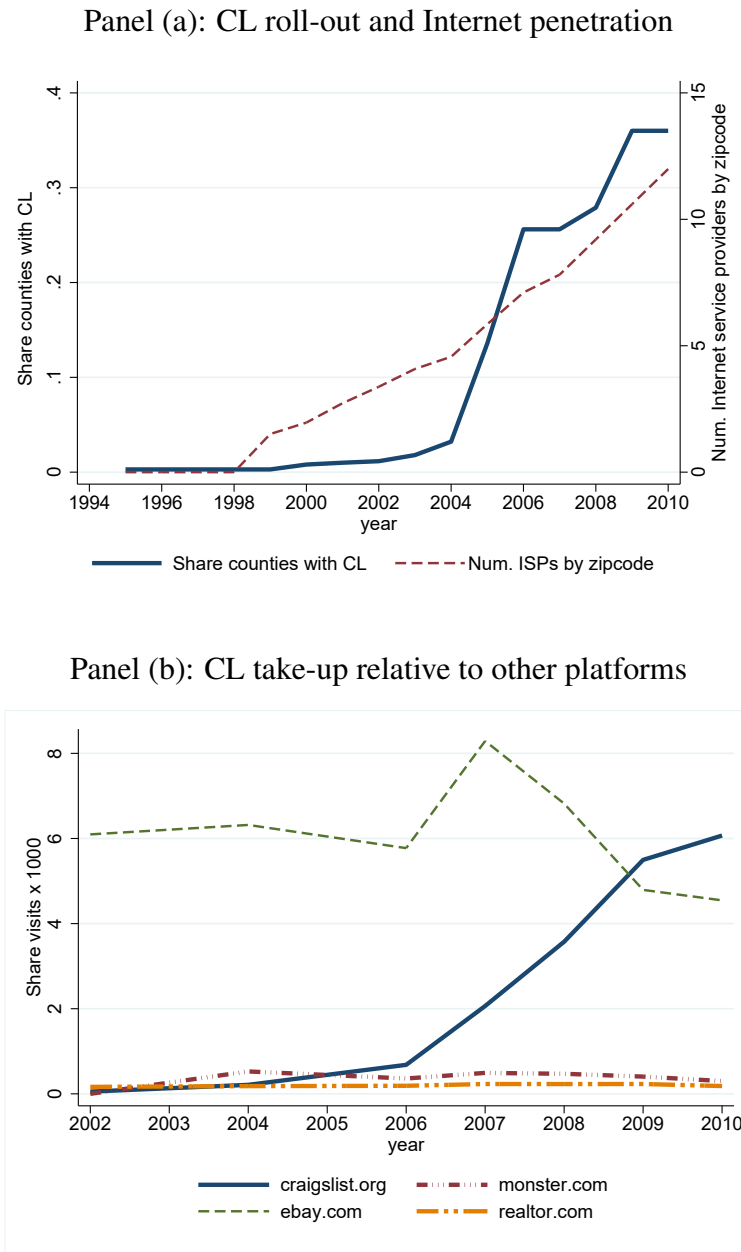 Panel (a): CL roll-out and Internet penetration
Share counties with CL
0 .1 .2 .3 .4
Num. Internet service providers by zipcode
0 5 10 15
1994 1996 1998 2000 2002 2004 2006 2008 2010
year
Share counties with CL Num. ISPs by zipcode
Panel (b): CL take-up relative to other platforms
Share visits x 1000
0 2 4 6 8
2002 2003 2004 2005 2006 2007 2008 2009 2010
year
craigslist.org monster.com
ebay.com realtor.com